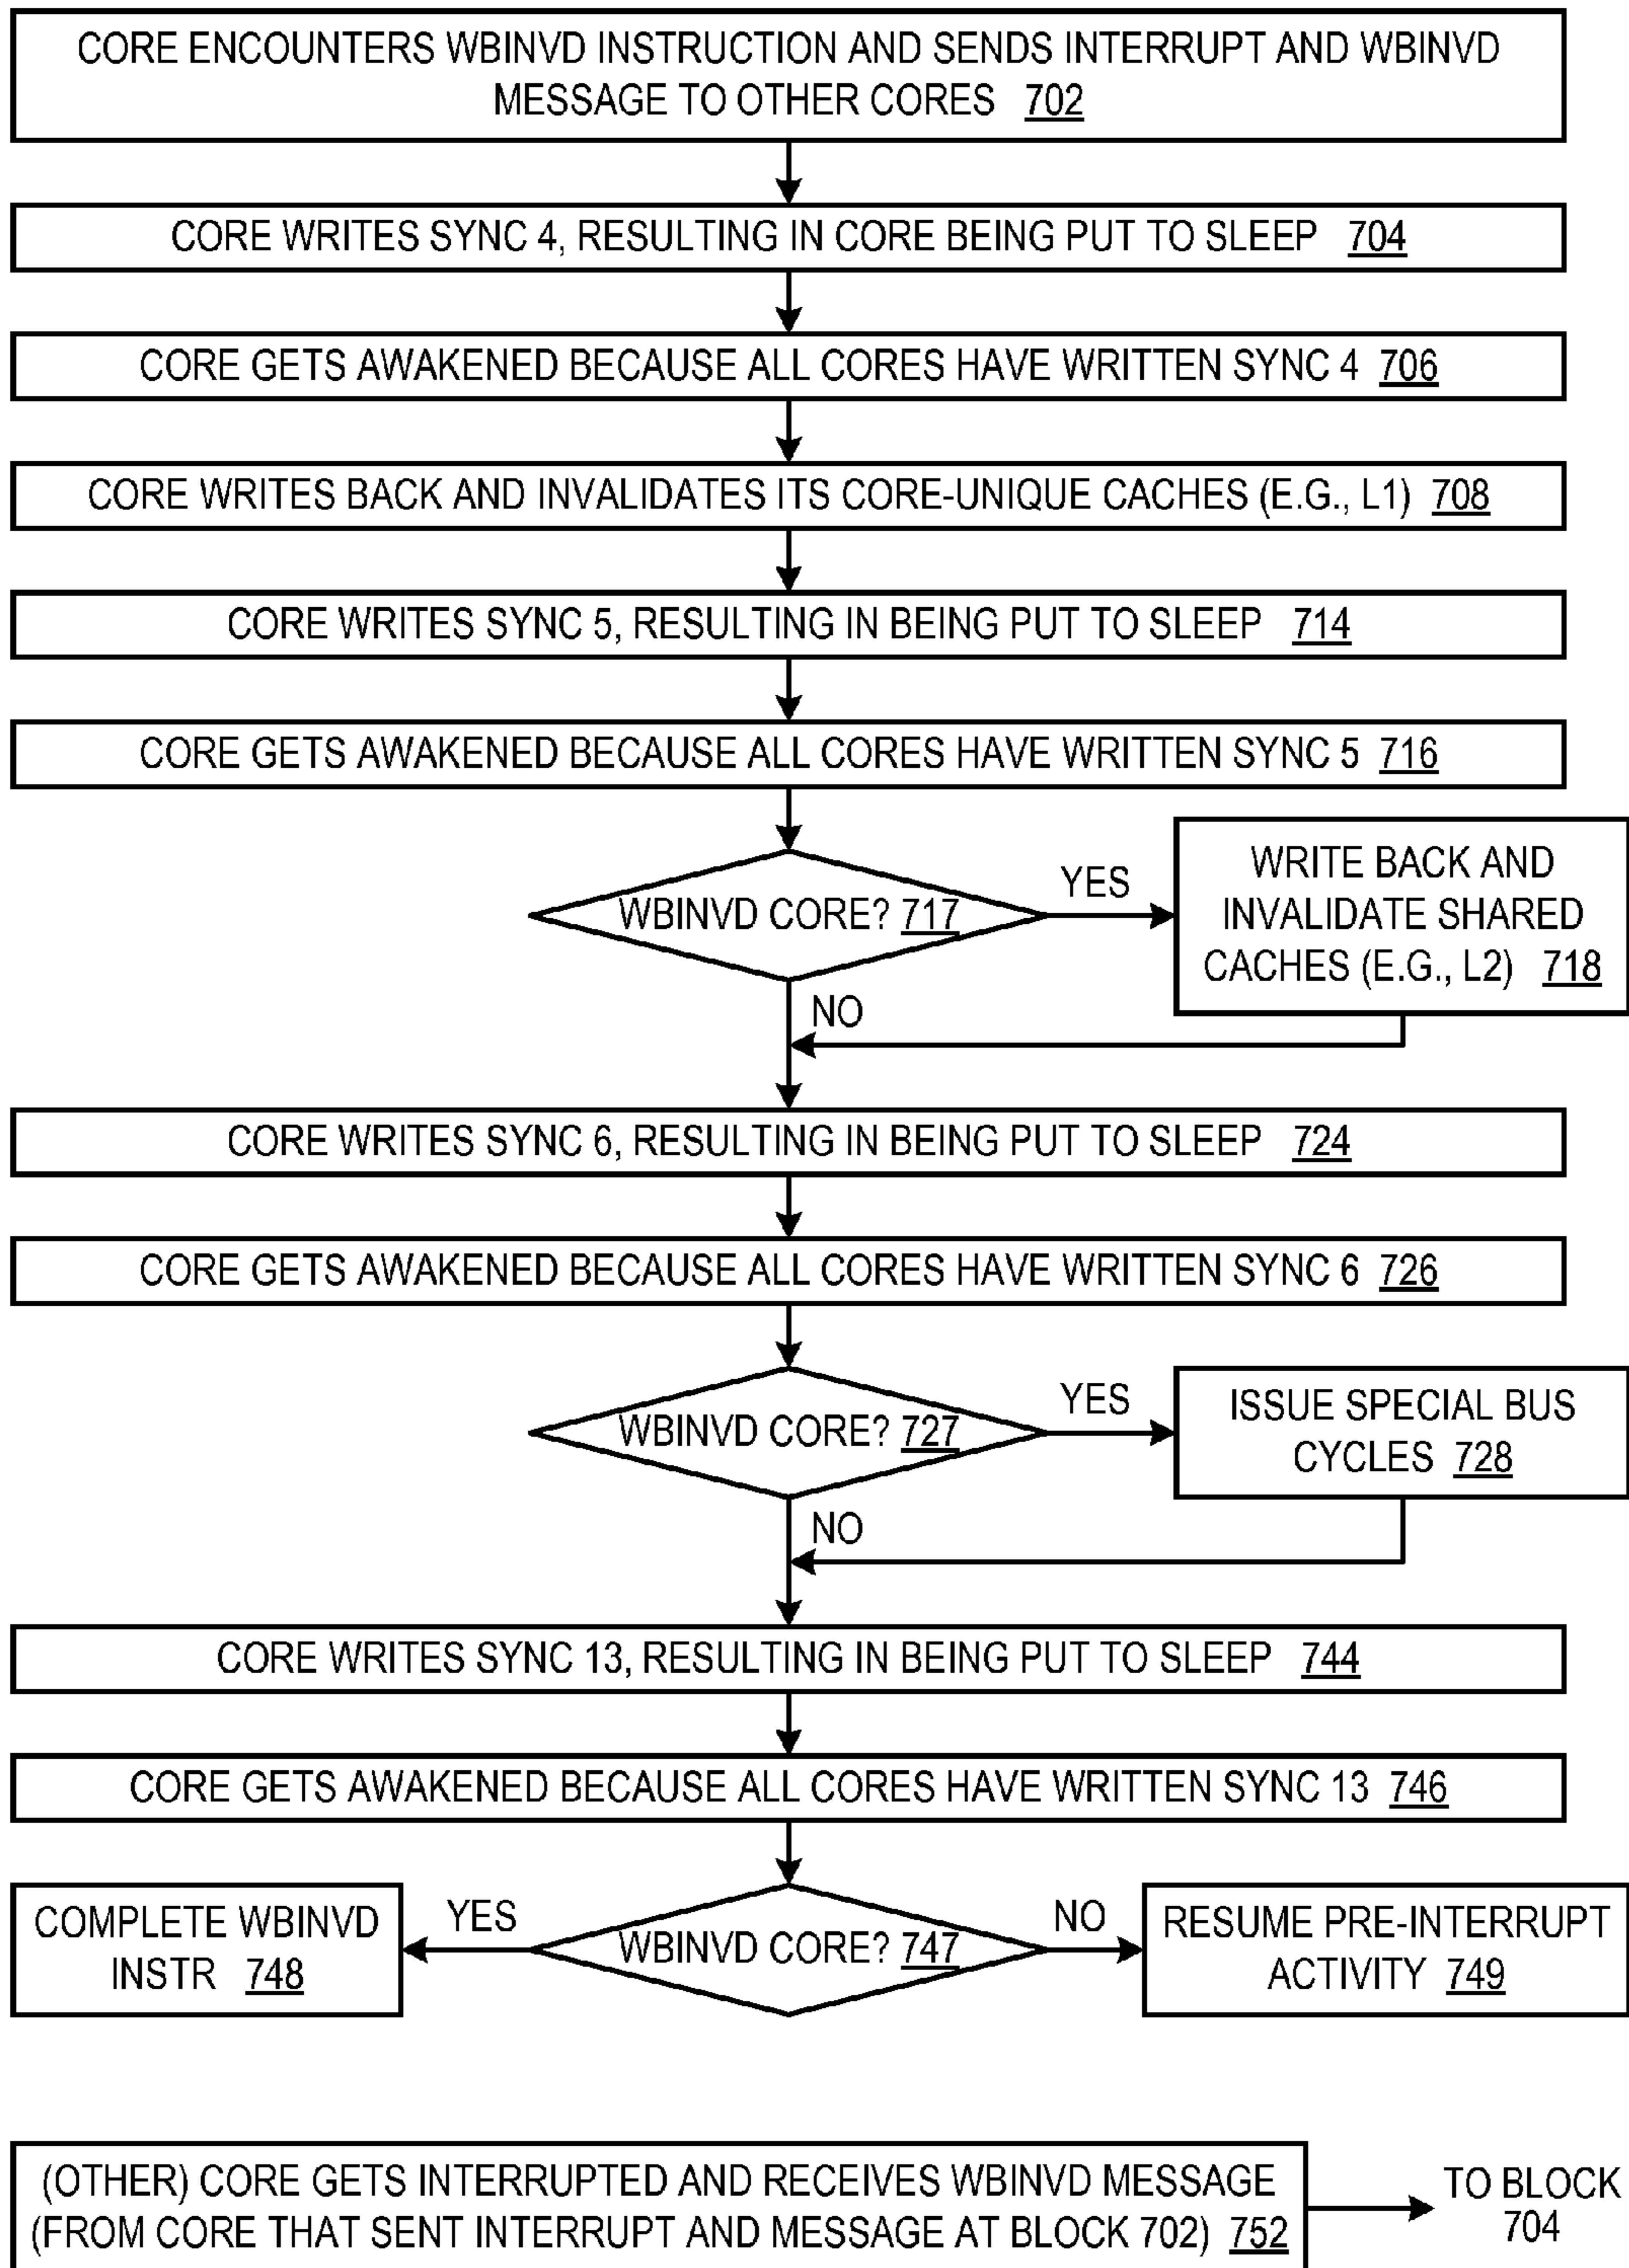 CORE ENCOUNTERS WBINVD INSTRUCTION AND SENDS INTERRUPT AND WBINVD
MESSAGE TO OTHER CORES 702
CORE WRITES SYNC 4, RESULTING IN CORE BEING PUT TO SLEEP 704
CORE GETS AWAKENED BECAUSE ALL CORES HAVE WRITTEN SYNC 4 706
CORE WRITES BACK AND INVALIDATES ITS CORE-UNIQUE CACHES (E.G., L1) 708
CORE WRITES SYNC 5, RESULTING IN BEING PUT TO SLEEP 714
CORE GETS AWAKENED BECAUSE ALL CORES HAVE WRITTEN SYNC 5 716
WBINVD CORE? 717
YES
WRITE BACK AND
INVALIDATE SHARED
CACHES (E.G., L2) 718
NO
CORE WRITES SYNC 6, RESULTING IN BEING PUT TO SLEEP 724
CORE GETS AWAKENED BECAUSE ALL CORES HAVE WRITTEN SYNC 6 726
WBINVD CORE? 727
YES
ISSUE SPECIAL BUS
CYCLES 728
NO
CORE WRITES SYNC 13, RESULTING IN BEING PUT TO SLEEP 744
CORE GETS AWAKENED BECAUSE ALL CORES HAVE WRITTEN SYNC 13 746
COMPLETE WBINVD
INSTR 748
YES
WBINVD CORE? 747
NO
RESUME PRE-INTERRUPT
ACTIVITY 749
(OTHER) CORE GETS INTERRUPTED AND RECEIVES WBINVD MESSAGE
(FROM CORE THAT SENT INTERRUPT AND MESSAGE AT BLOCK 702) 752
TO BLOCK
704